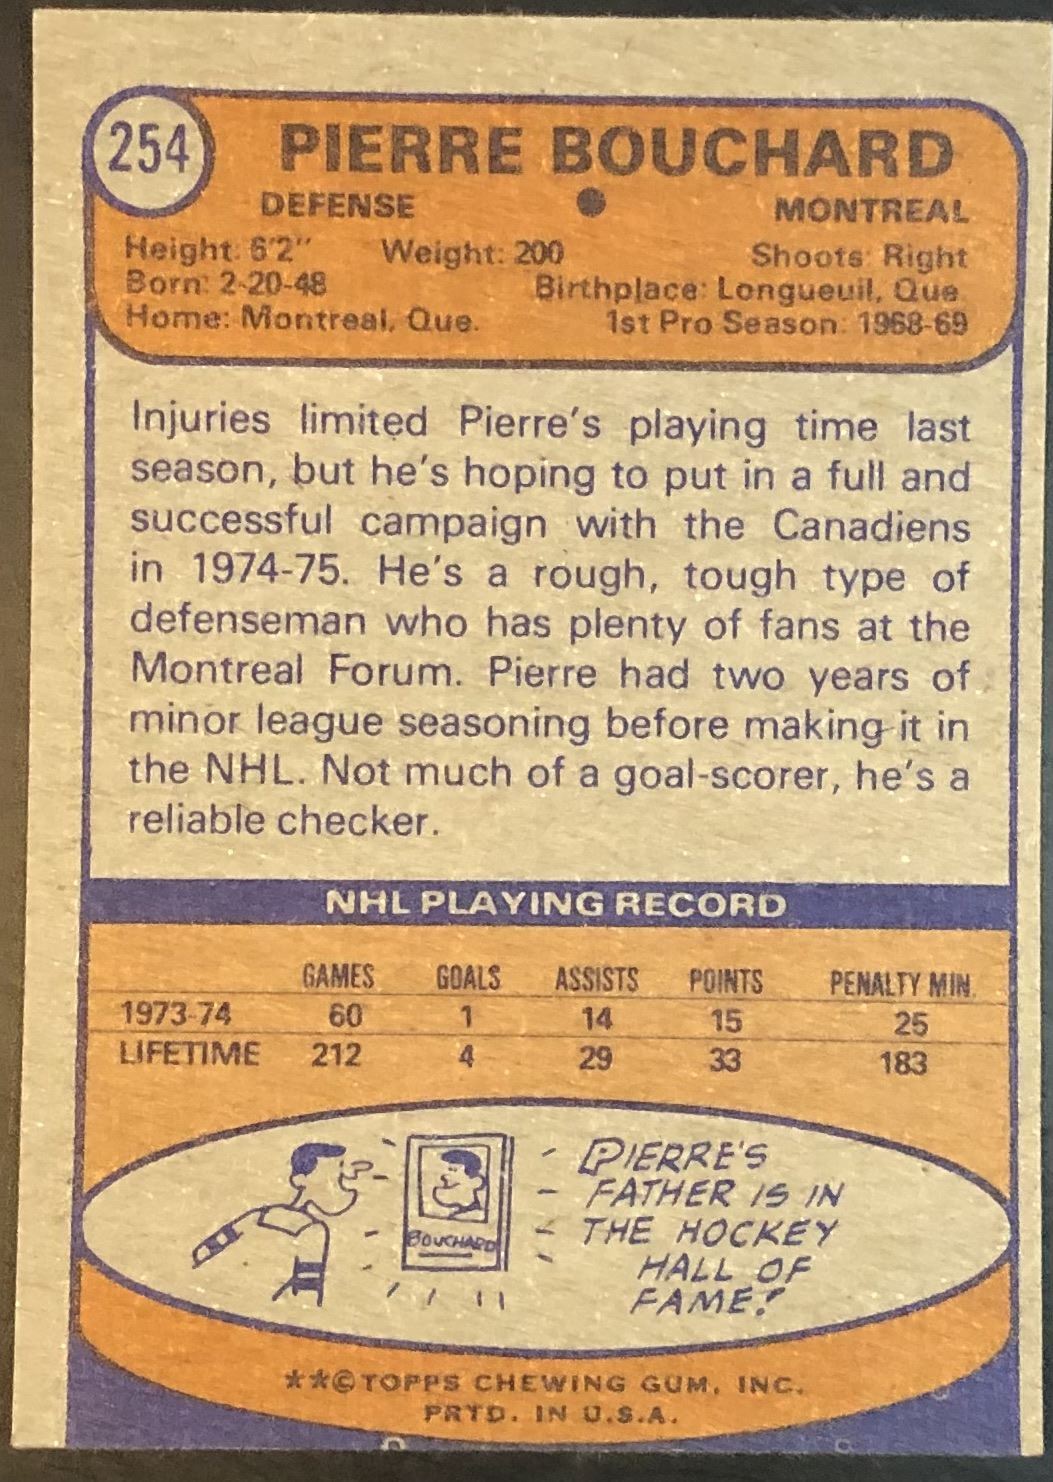 254
PIERRE BOUCHARD
DEFENSE ● MONTREAL
Height: 6'2" Weight: 200 Shoots: Right
Born: 2-20-48 Birthplace: Longueuil, Que.
Home: Montreal, Que. 1st Pro Season: 1968-69
Injuries limited Pierre's playing time last
season, but he's hoping to put in a full and
successful campaign with the Canadiens
in 1974-75. He's a rough, tough type of
defenseman who has plenty of fans at the
Montreal Forum. Pierre had two years of
minor league seasoning before making it in
the NHL. Not much of a goal-scorer, he's a
reliable checker.
NHL PLAYING RECORD
GAMES GOALS ASSISTS POINTS PENALTY MIN.
1973-74 60 1 14 15 25
LIFETIME 212 4 29 33 183
BOUCHARD
PIERRE'S
FATHER IS IN
THE HOCKEY
HALL OF
FAME!
**© TOPPS CHEWING GUM, INC.
PRTD. IN U.S.A.